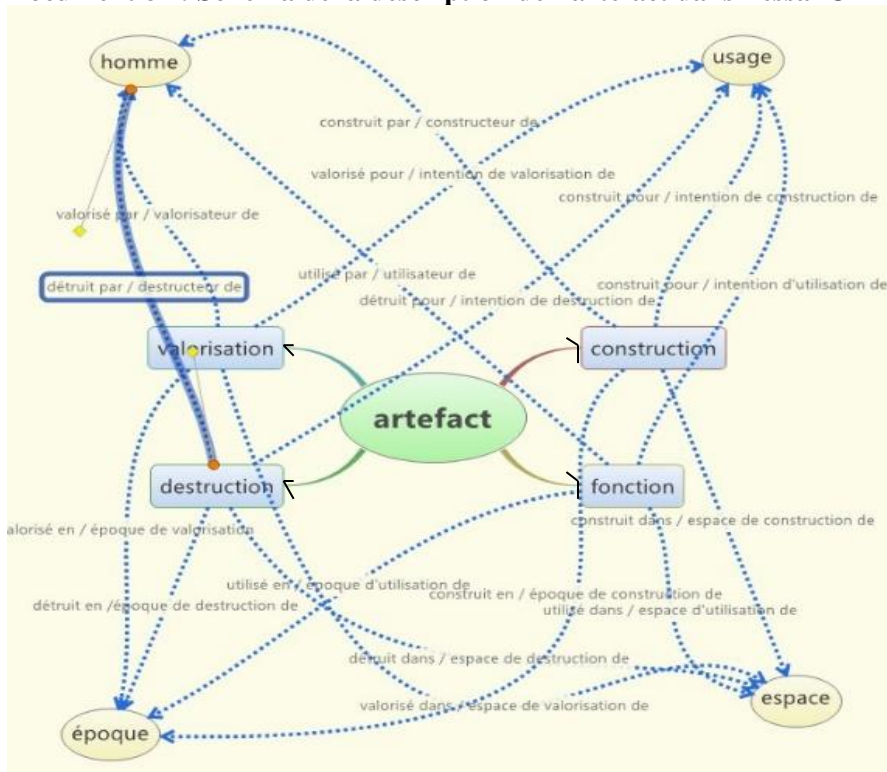 homme
usage
construit par / constructeur de
valorisé pour / intention de valorisation de
construit pour / intention de construction de
valorisé par / valorisateur de
utilisé par / utilisateur de
détruit par / destructeur de
construit pour / intention d'utilisation de
détruit pour / intention de destruction de
valorisation
construction
artefact
destruction
fonction
construit dans / espace de construction de
alorisé en / époque de valorisation
utilisé en / époque d'utilisation de
construit en / époque de construction de
détruit en /époque de destruction de
utilisé dans / espace d'utilisation de
détruit dans / espace de destruction de
espace
valorisé dans / espace de valorisation de
époque